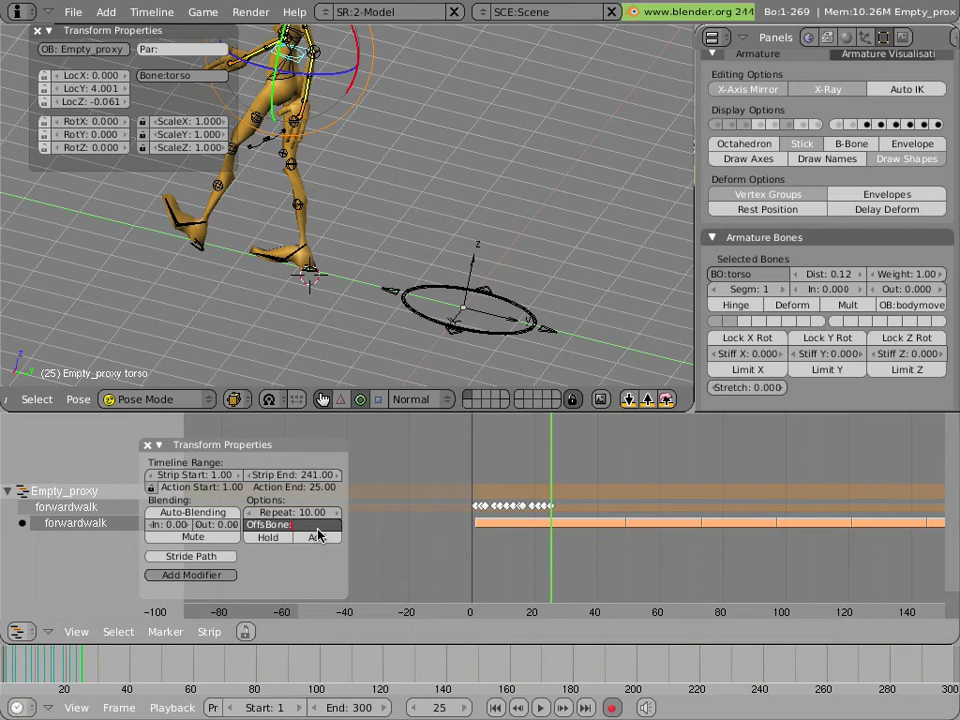 File Add Timeline Game Render Help SR:2-Model SCE:Scene www.blender.org 244 Bo:1-269 | Mem:10.26M Empty_prox
Transform Properties
OB: Empty_proxy Par:
LocX: 0.000 Bone:torso
LocY: 4.001
LocZ: -0.061
RotX: 0.000 ScaleX: 1.000
RotY: 0.000 ScaleY: 1.000
RotZ: 0.000 ScaleZ: 1.000
z
(25) Empty_proxy torso
Select Pose Pose Mode Normal
Panels
Armature Armature Visualisati
Editing Options
X-Axis Mirror X-Ray Auto IK
Display Options
Octahedron Stick B-Bone Envelope
Draw Axes Draw Names Draw Shapes
Deform Options
Vertex Groups Envelopes
Rest Position Delay Deform
Armature Bones
Selected Bones
BO:torso Dist: 0.12 Weight: 1.00
Segm: 1 In: 0.000 Out: 0.000
Hinge Deform Mult OB:bodymove
Lock X Rot Lock Y Rot Lock Z Rot
Stiff X: 0.000 Stiff Y: 0.000 Stiff Z: 0.000
Limit X Limit Y Limit Z
Stretch: 0.000
Empty_proxy
forwardwalk
forwardwalk
Transform Properties
Timeline Range:
Strip Start: 1.00 Strip End: 241.00
Action Start: 1.00 Action End: 25.00
Blending: Options:
Auto-Blending Repeat: 10.00
In: 0.00 Out: 0.00 OffsBone:
Mute Hold
Stride Path
Add Modifier
-100 -80 -60 -40 -20 0 20 40 60 80 100 120 140
View Select Marker Strip
20 40 60 80 100 120 140 160 180 200 220 240 260 280 300
View Frame Playback Pr Start: 1 End: 300 25